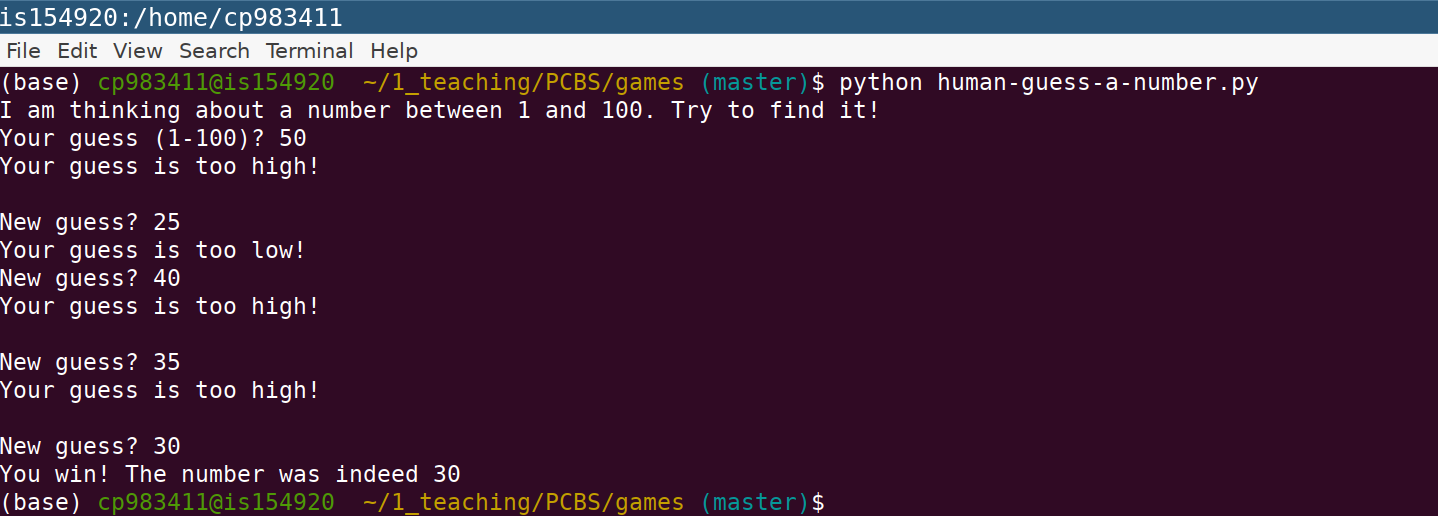 is154920:/home/cp983411
File Edit View Search Terminal Help
(base) cp983411@is154920  ~/1_teaching/PCBS/games (master)$ python human-guess-a-number.py
I am thinking about a number between 1 and 100. Try to find it!
Your guess (1-100)? 50
Your guess is too high!
New guess? 25
Your guess is too low!
New guess? 40
Your guess is too high!
New guess? 35
Your guess is too high!
New guess? 30
You win! The number was indeed 30
(base) cp983411@is154920  ~/1_teaching/PCBS/games (master)$